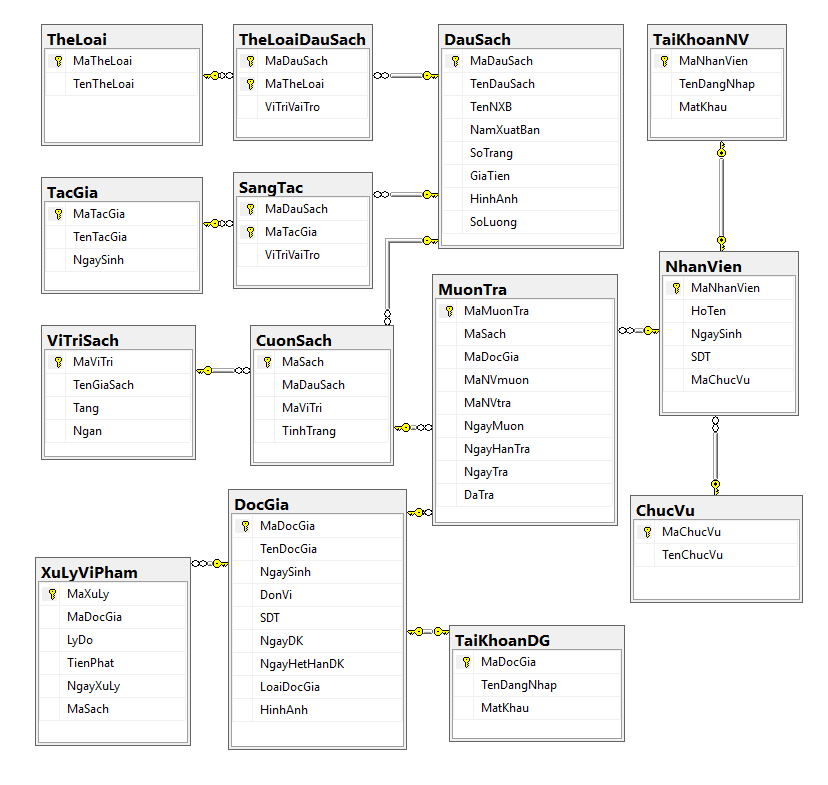 TheLoai
MaTheLoai
TenTheLoai
TheLoaiDauSach
MaDauSach
MaTheLoai
ViTriVaiTro
DauSach
MaDauSach
TenDauSach
TenNXB
NamXuatBan
SoTrang
GiaTien
HinhAnh
SoLuong
TaiKhoanNV
MaNhanVien
TenDangNhap
MatKhau
TacGia
MaTacGia
TenTacGia
NgaySinh
SangTac
MaDauSach
MaTacGia
ViTriVaiTro
NhanVien
MaNhanVien
HoTen
NgaySinh
SDT
MaChucVu
MuonTra
MaMuonTra
MaSach
MaDocGia
MaNVmuon
MaNVtra
NgayMuon
NgayHanTra
NgayTra
DaTra
ViTriSach
MaViTri
TenGiaSach
Tang
Ngan
CuonSach
MaSach
MaDauSach
MaViTri
TinhTrang
DocGia
MaDocGia
TenDocGia
NgaySinh
DonVi
SDT
NgayDK
NgayHetHanDK
LoaiDocGia
HinhAnh
ChucVu
MaChucVu
TenChucVu
XuLyViPham
MaXuLy
MaDocGia
LyDo
TienPhat
NgayXuLy
MaSach
TaiKhoanDG
MaDocGia
TenDangNhap
MatKhau